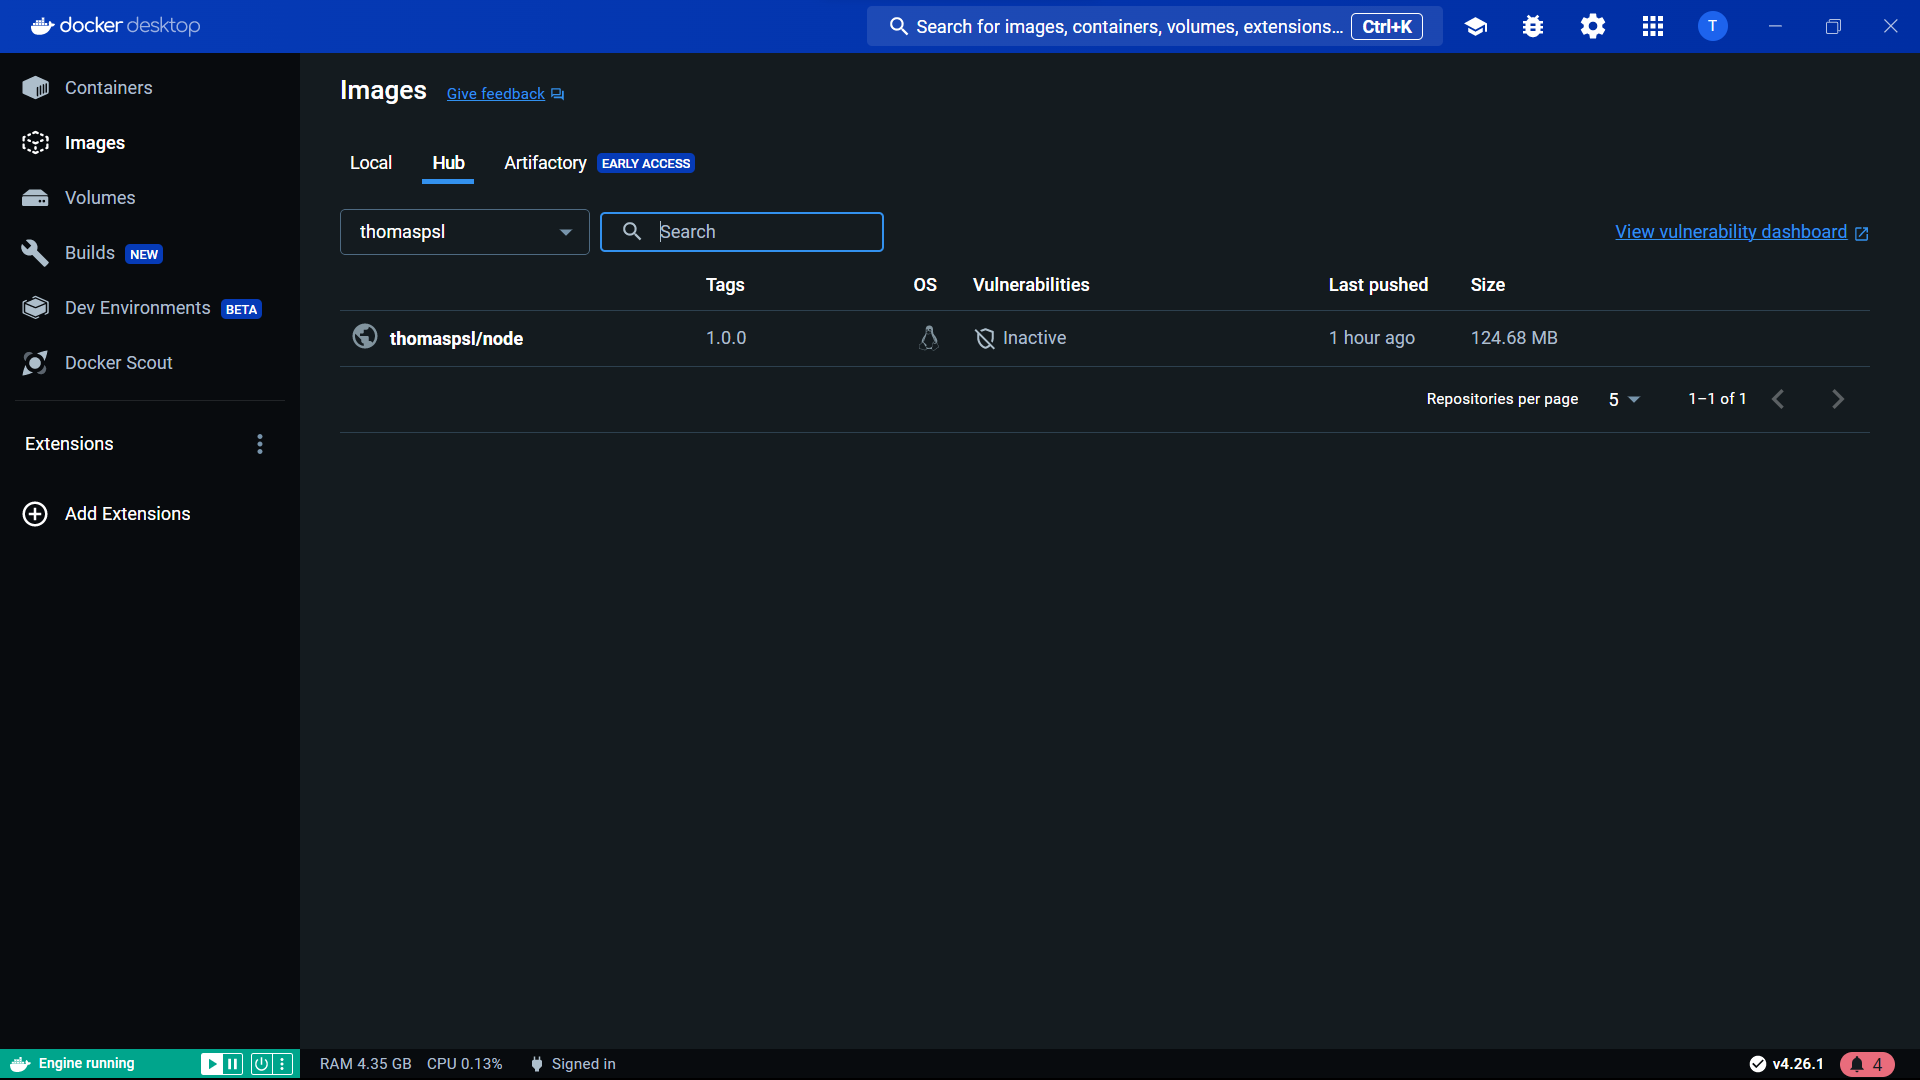 docker desktop
Search for images, containers, volumes, extensions... Ctrl+K
T
Containers
Images
Volumes
Builds NEW
Dev Environments BETA
Docker Scout
Extensions
Add Extensions
Images Give feedback
Local Hub Artifactory EARLY ACCESS
thomaspsl Search View vulnerability dashboard
Tags OS Vulnerabilities Last pushed Size
thomaspsl/node 1.0.0 Inactive 1 hour ago 124.68 MB
Repositories per page 5 1–1 of 1
Engine running RAM 4.35 GB CPU 0.13% Signed in v4.26.1 4